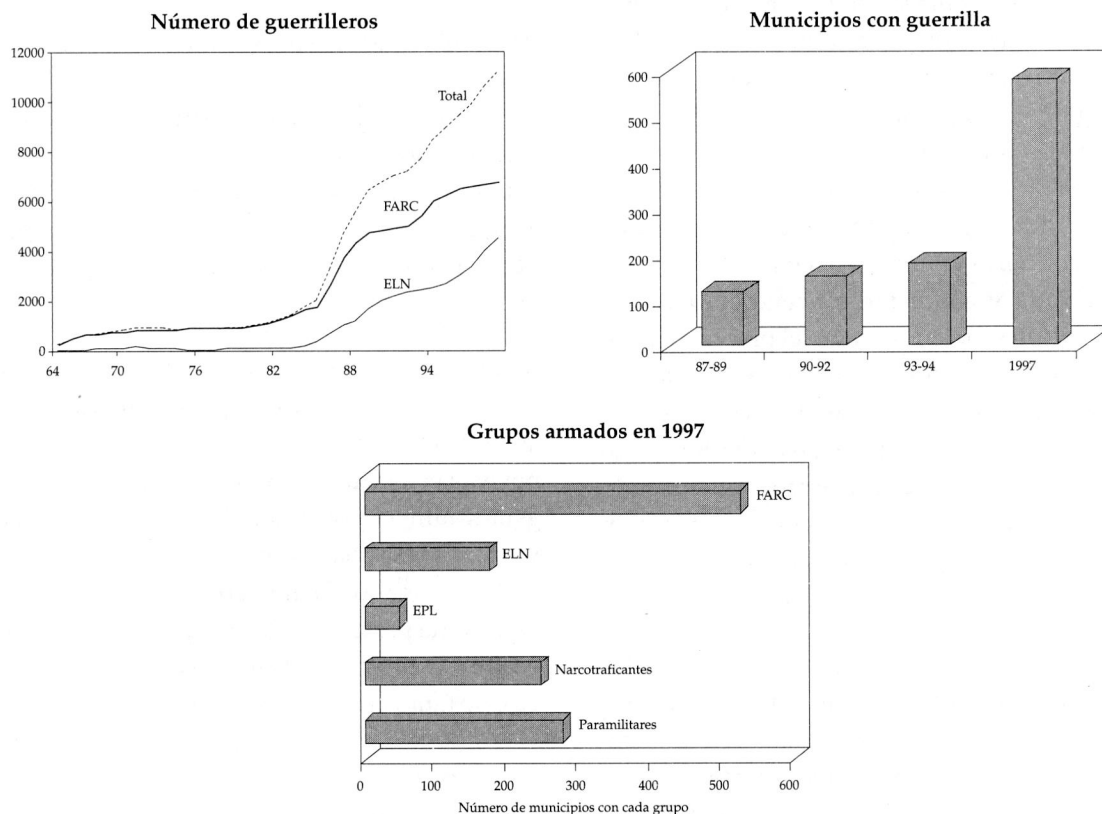 Número de guerrilleros
12000
10000
8000
6000
4000
2000
0
Total
FARC
ELN
64 70 76 82 88 94
Municipios con guerrilla
600
500
400
300
200
100
0
87-89 90-92 93-94 1997
Grupos armados en 1997
FARC
ELN
EPL
Narcotraficantes
Paramilitares
0 100 200 300 400 500 600
Número de municipios con cada grupo